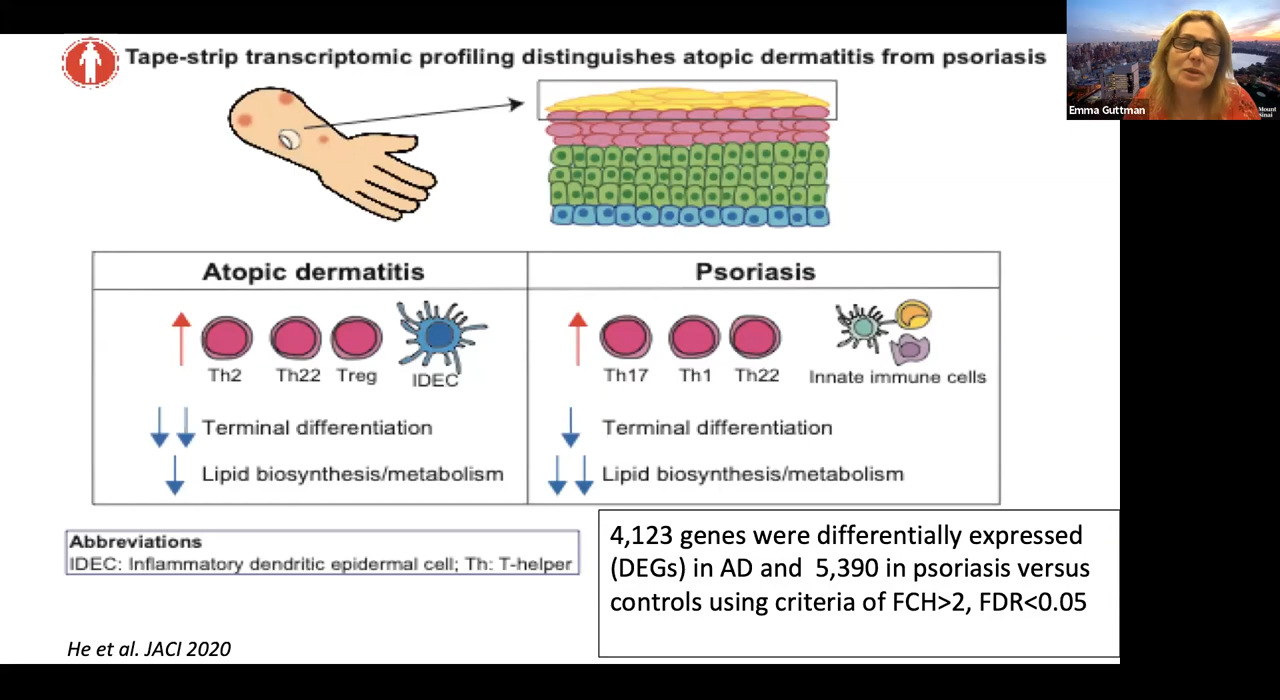 Tape-strip transcriptomic profiling distinguishes atopic dermatitis from psoriasis
Emma Guttman
Mount
Sinai
Atopic dermatitis
Psoriasis
Th2 Th22 Treg IDEC
Th17 Th1 Th22 Innate immune cells
Terminal differentiation
Terminal differentiation
Lipid biosynthesis/metabolism
Lipid biosynthesis/metabolism
Abbreviations
IDEC: Inflammatory dendritic epidermal cell; Th: T-helper
4,123 genes were differentially expressed
(DEGs) in AD and 5,390 in psoriasis versus
controls using criteria of FCH>2, FDR<0.05
He et al. JACI 2020